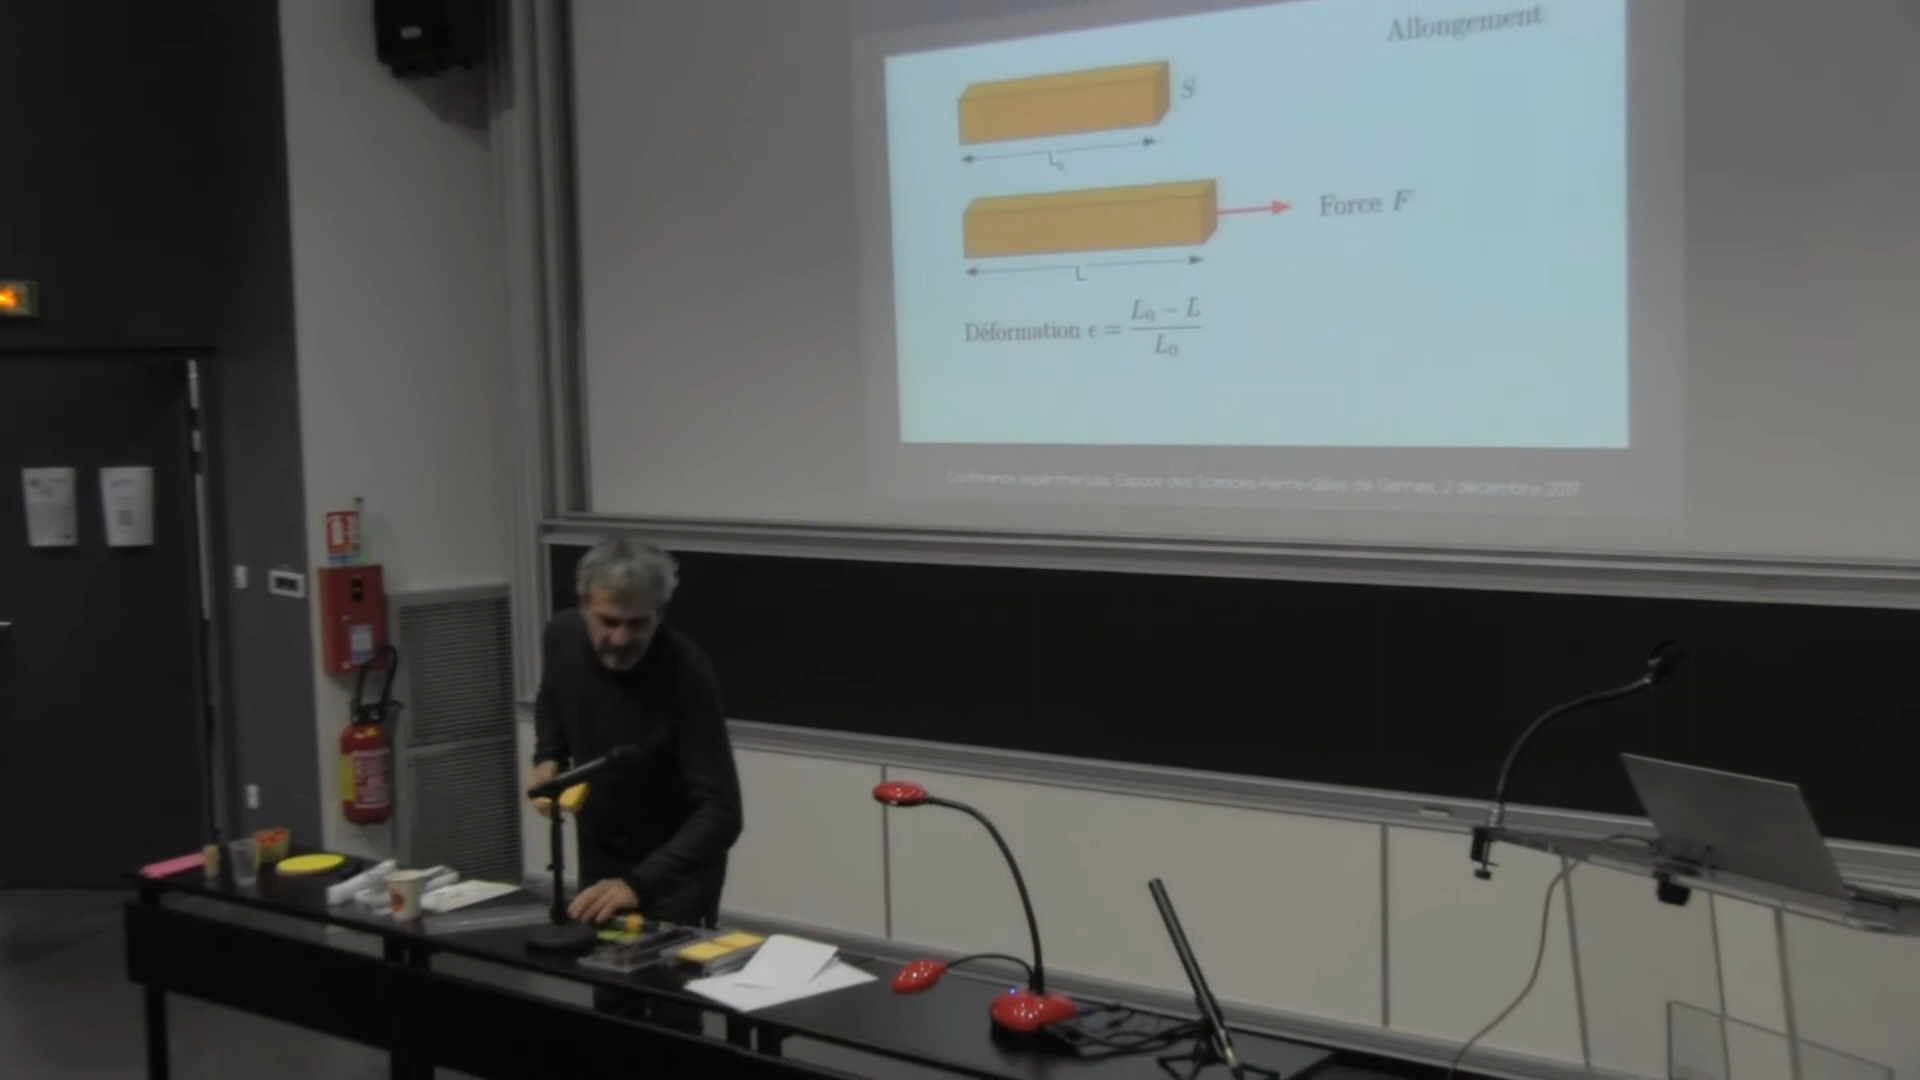 Allongement
S
L₀
Force F
L
Déformation ϵ = (L₀ − L) / L₀
Conférence expérimentale, Espace des Sciences Pierre-Gilles de Gennes, 2 décembre 2019